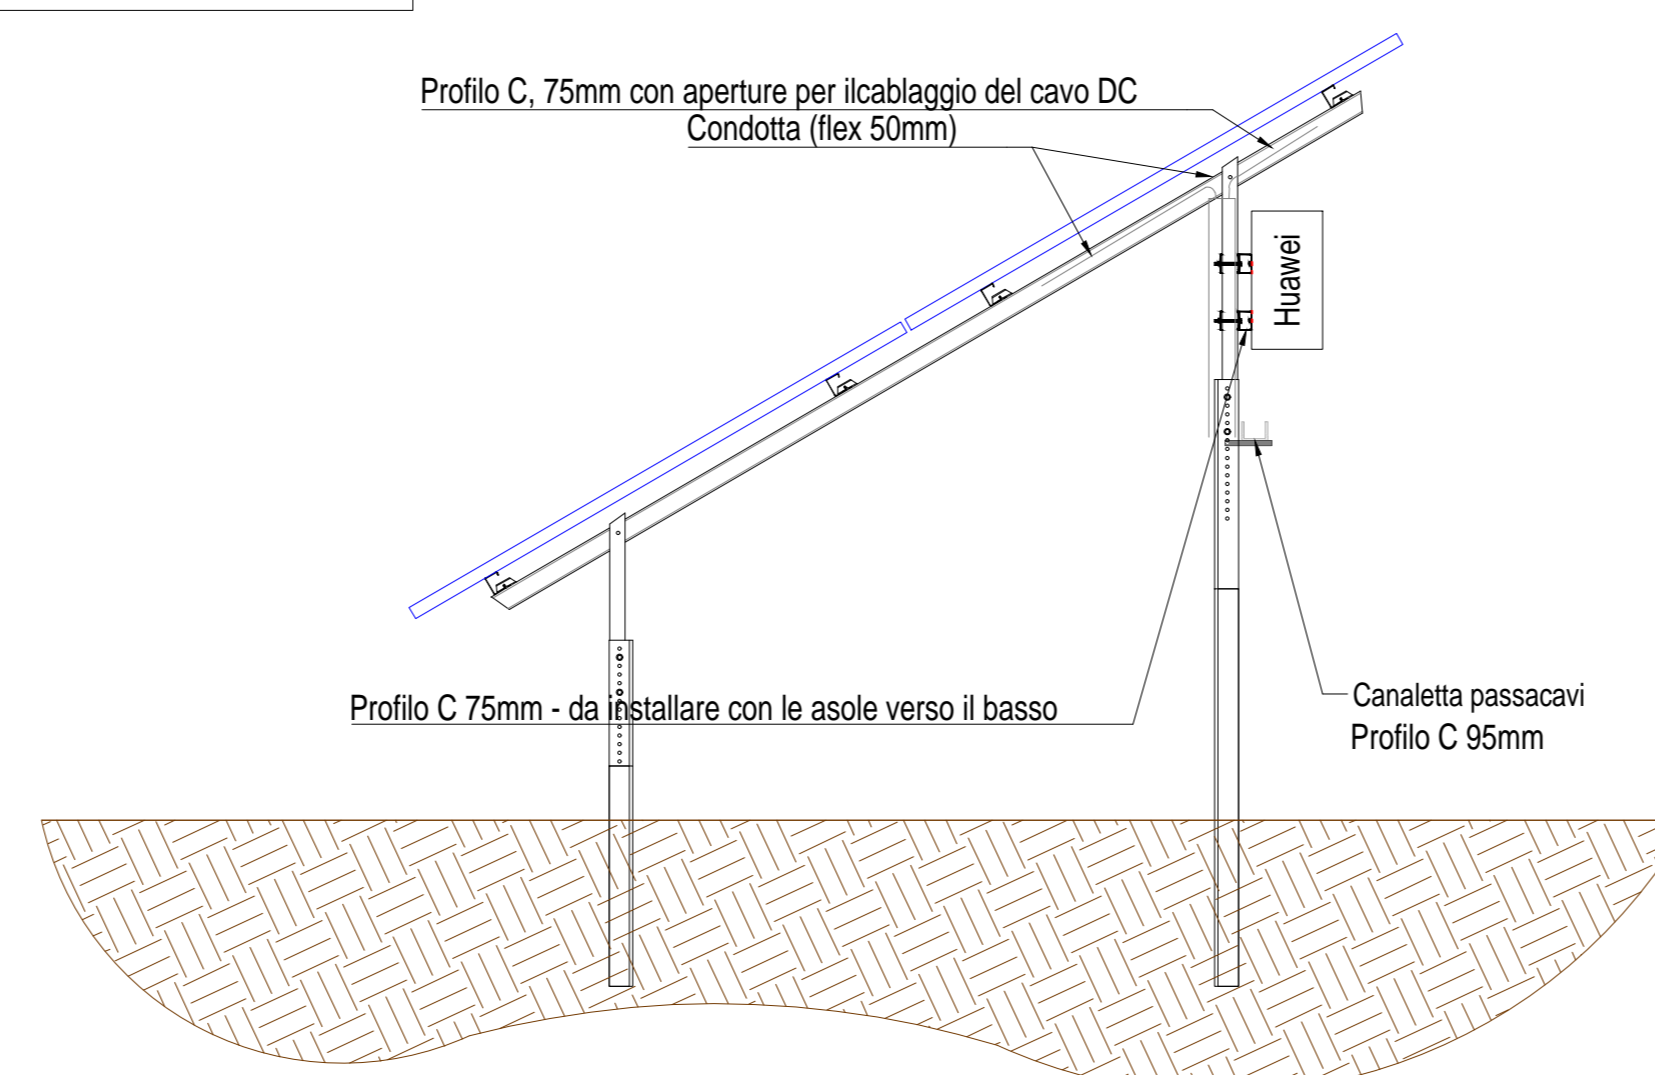 Profilo C, 75mm con aperture per ilcablaggio del cavo DC
Condotta (flex 50mm)
Huawei
Profilo C 75mm - da installare con le asole verso il basso
Canaletta passacavi
Profilo C 95mm